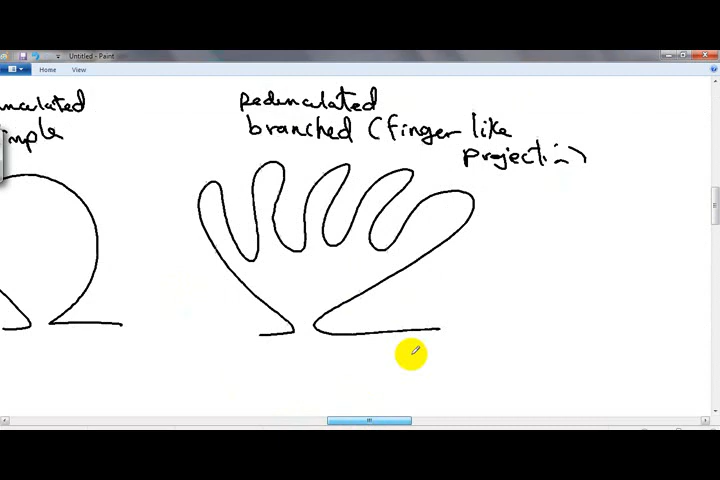 Untitled - Paint
Home View
pedunculated
branched (finger like
projection)